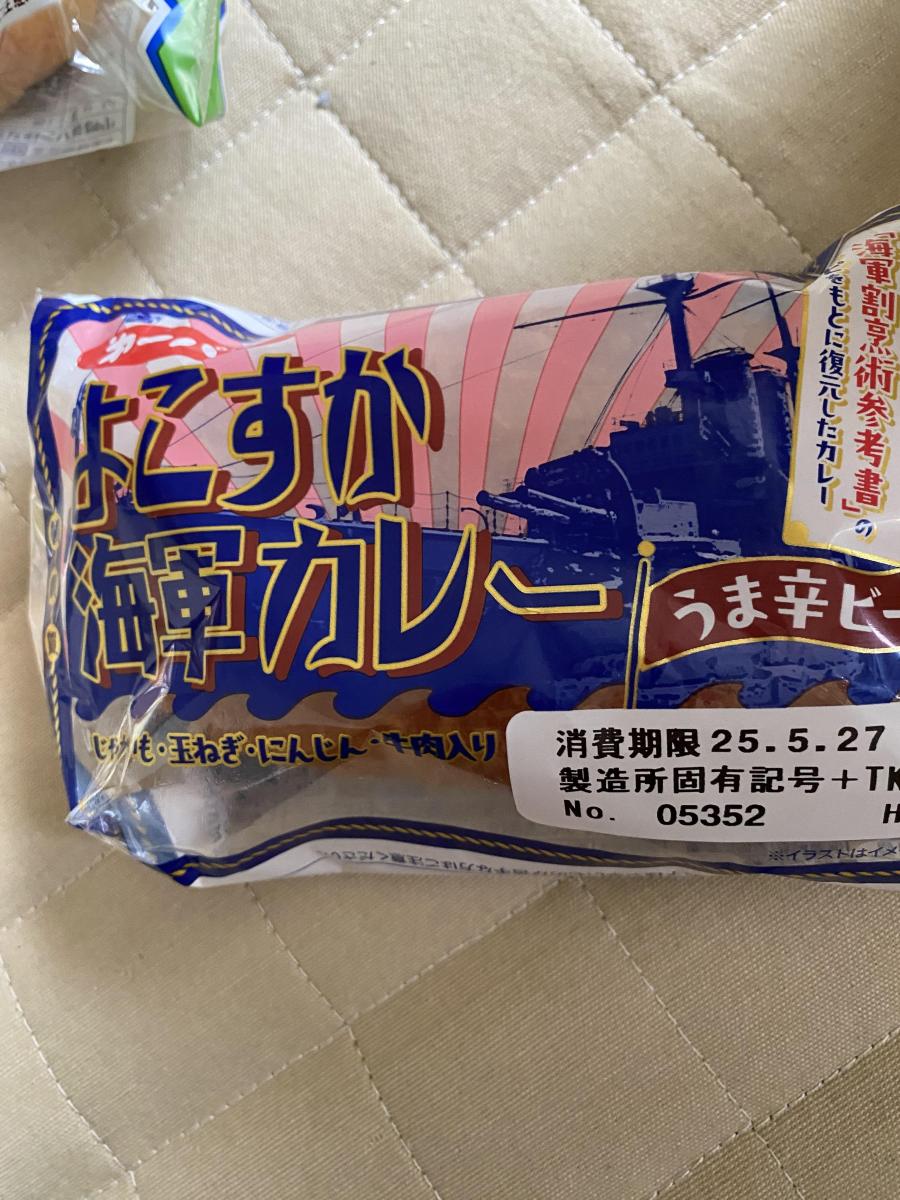 よこすか
海軍カレー
「海軍割烹術参考書」の
をもとに復元したカレー
うま辛ビー
じゃがいも・玉ねぎ・にんじん・牛肉入り
消費期限 25.5.27
製造所固有記号+TK
No. 05352 H
※イラストはイメ